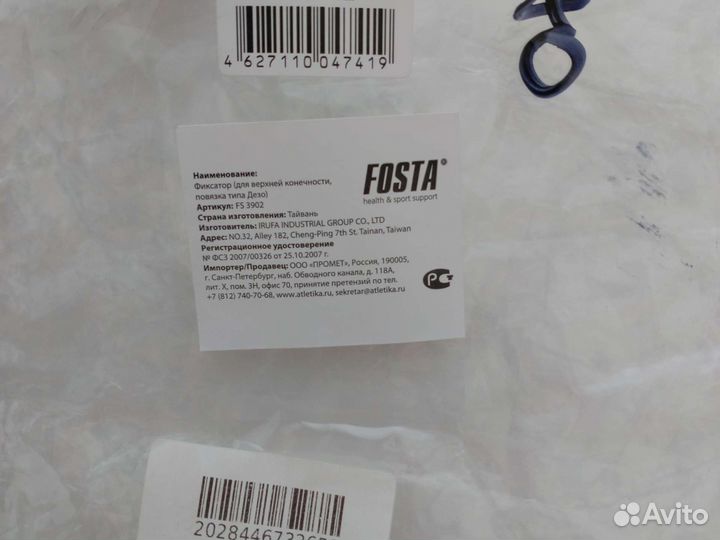 4 627110 047419
Наименование:
Фиксатор (для верхней конечности,
повязка типа Дезо)
Артикул: FS 3902
Страна изготовления: Тайвань
Изготовитель: IRUFA INDUSTRIAL GROUP CO., LTD
Адрес: NO.32, Alley 182, Cheng-Ping 7th St. Tainan, Taiwan
Регистрационное удостоверение
№ ФСЗ 2007/00326 от 25.10.2007 г.
Импортер/Продавец: ООО «ПРОМЕТ», Россия, 190005,
г. Санкт-Петербург, наб. Обводного канала, д. 118А,
лит. Х, пом. 3Н, офис 70, принятие претензий по тел.
+7 (812) 740-70-68, www.atletika.ru, sekretar@atletika.ru
FOSTA®
health & sport support
Avito